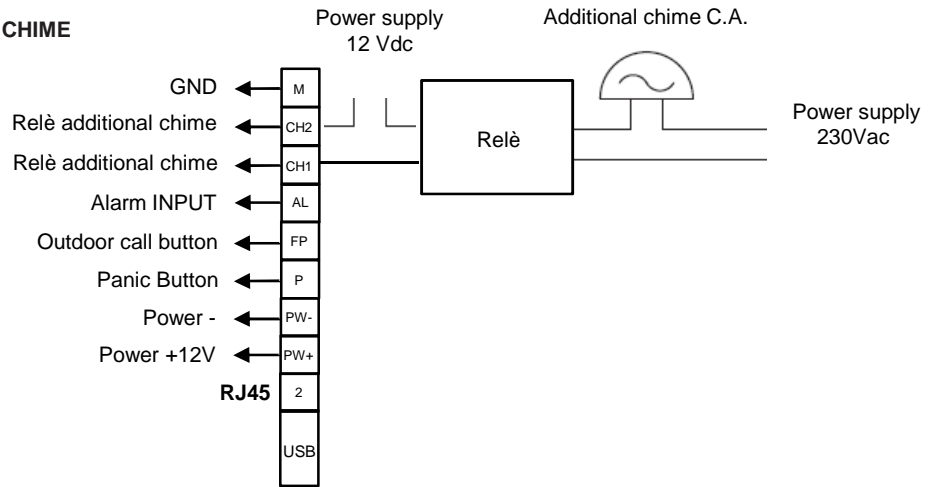 CHIME
Power supply
12 Vdc
Additional chime C.A.
GND
M
Relè additional chime
CH2
Relè additional chime
CH1
Alarm INPUT
AL
Outdoor call button
FP
Panic Button
P
Power -
PW-
Power +12V
PW+
RJ45
2
USB
Relè
Power supply
230Vac